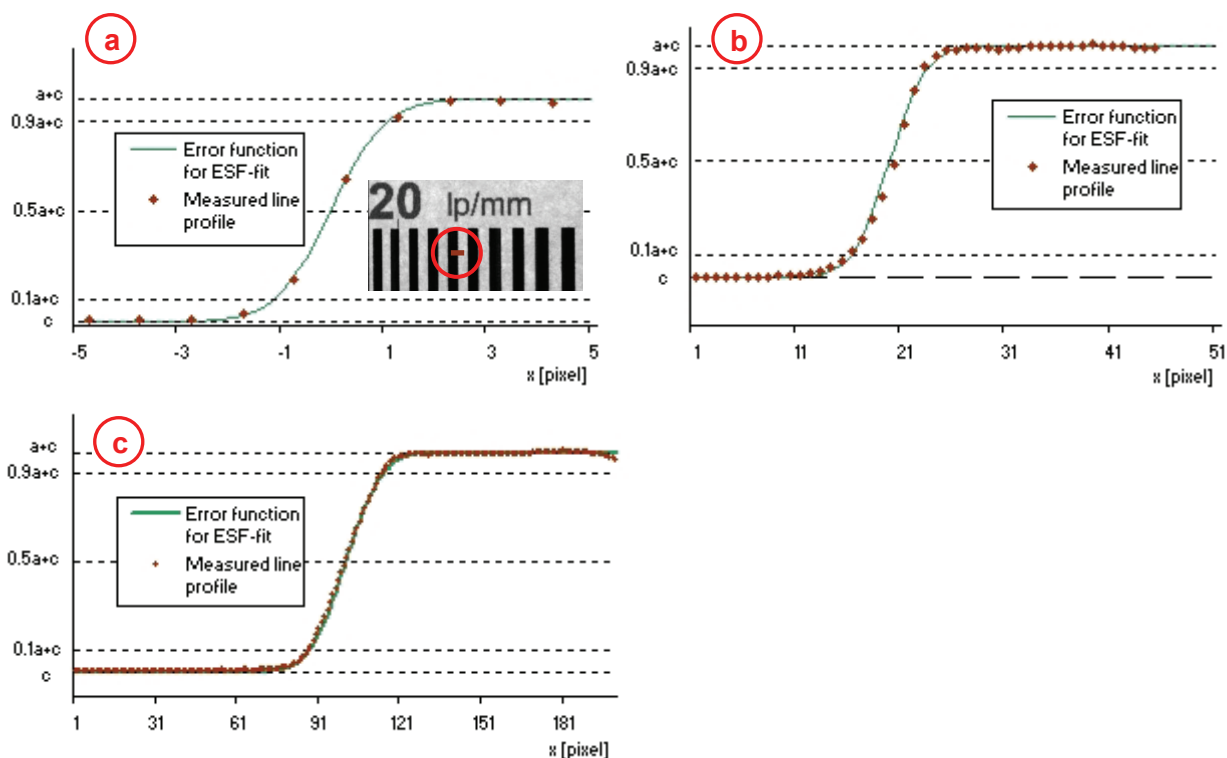 a
a+c
0.9a+c
0.5a+c
0.1a+c
c
Error function
for ESF-fit
Measured line
profile
20 lp/mm
-5 -3 -1 1 3 5
x [pixel]
b
a+c
0.9a+c
0.5a+c
0.1a+c
c
Error function
for ESF-fit
Measured line
profile
1 11 21 31 41 51
x [pixel]
c
a+c
0.9a+c
0.5a+c
0.1a+c
c
Error function
for ESF-fit
Measured line
profile
1 31 61 91 121 151 181
x [pixel]